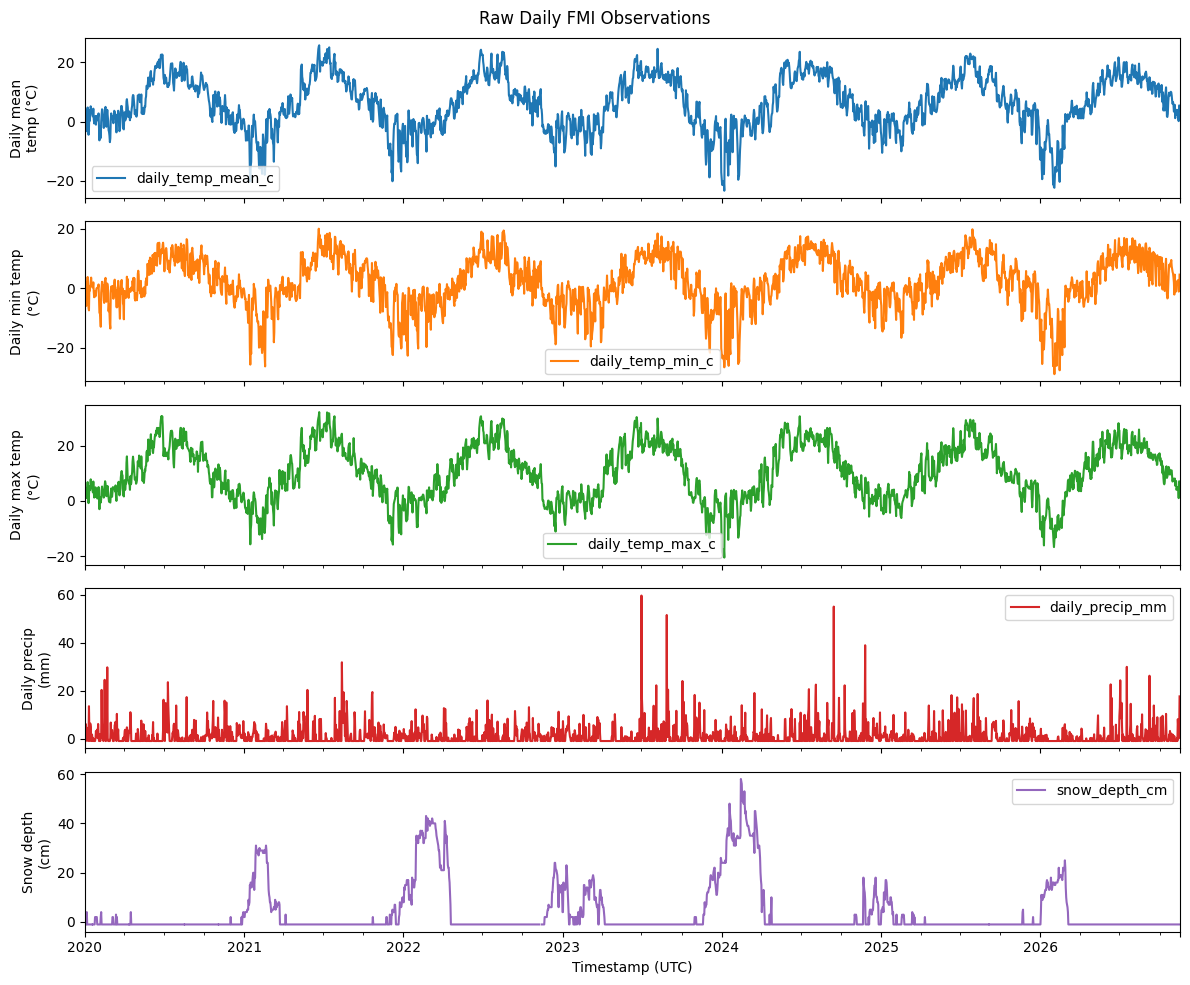 Raw Daily FMI Observations
Daily mean
temp (°C)
20
0
−20
daily_temp_mean_c
Daily min temp
(°C)
20
0
−20
daily_temp_min_c
Daily max temp
(°C)
20
0
−20
daily_temp_max_c
Daily precip
(mm)
60
40
20
0
daily_precip_mm
Snow depth
(cm)
60
40
20
0
snow_depth_cm
2020 2021 2022 2023 2024 2025 2026
Timestamp (UTC)